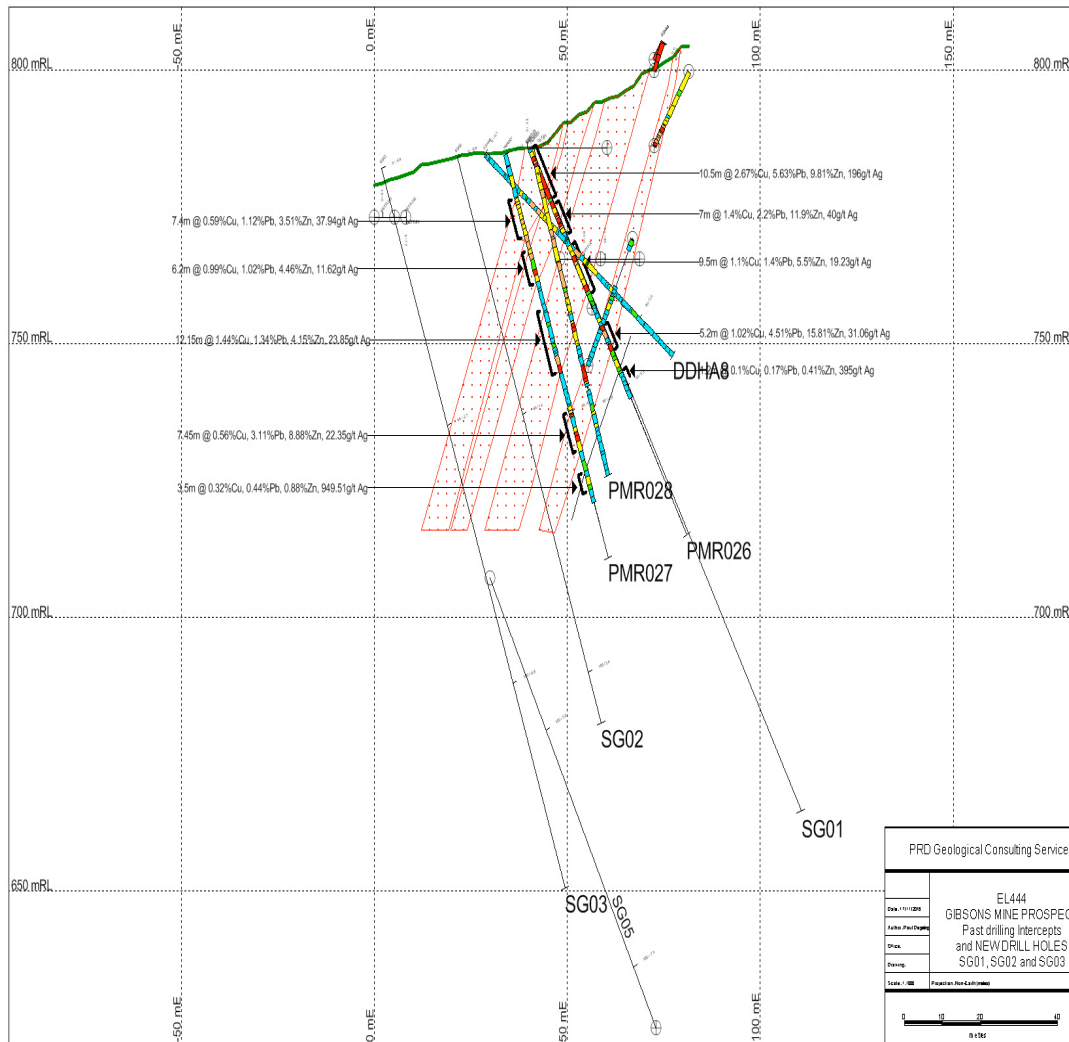 -50 mE
0 mE
50 mE
100 mE
150 mE
800 mRL
800 mRL
10.5m @ 2.67%Cu, 5.63%Pb, 9.81%Zn, 196g/t Ag
7.4m @ 0.59%Cu, 1.12%Pb, 3.51%Zn, 37.94g/t Ag
7m @ 1.4%Cu, 2.2%Pb, 11.9%Zn, 40g/t Ag
6.2m @ 0.99%Cu, 1.02%Pb, 4.46%Zn, 11.62g/t Ag
9.5m @ 1.1%Cu, 1.4%Pb, 5.5%Zn, 19.23g/t Ag
750 mRL
750 mRL
12.15m @ 1.44%Cu, 1.34%Pb, 4.15%Zn, 23.85g/t Ag
5.2m @ 1.02%Cu, 4.51%Pb, 15.81%Zn, 31.06g/t Ag
DDHA8
0.1%Cu, 0.17%Pb, 0.41%Zn, 395g/t Ag
7.45m @ 0.56%Cu, 3.11%Pb, 8.88%Zn, 22.35g/t Ag
3.5m @ 0.32%Cu, 0.44%Pb, 0.88%Zn, 949.51g/t Ag
PMR028
PMR026
PMR027
700 mRL
700 mRL
SG02
SG01
650 mRL
SG03
SG05
PRD Geological Consulting Service
EL444
GIBSONS MINE PROSPEC
Past drilling Intercepts
and NEW DRILL HOLES
SG01, SG02 and SG03
Date.
Author.
Office.
Drawing.
Scale.
0 10 20 40
metres
-50 mE
0 mE
50 mE
100 mE